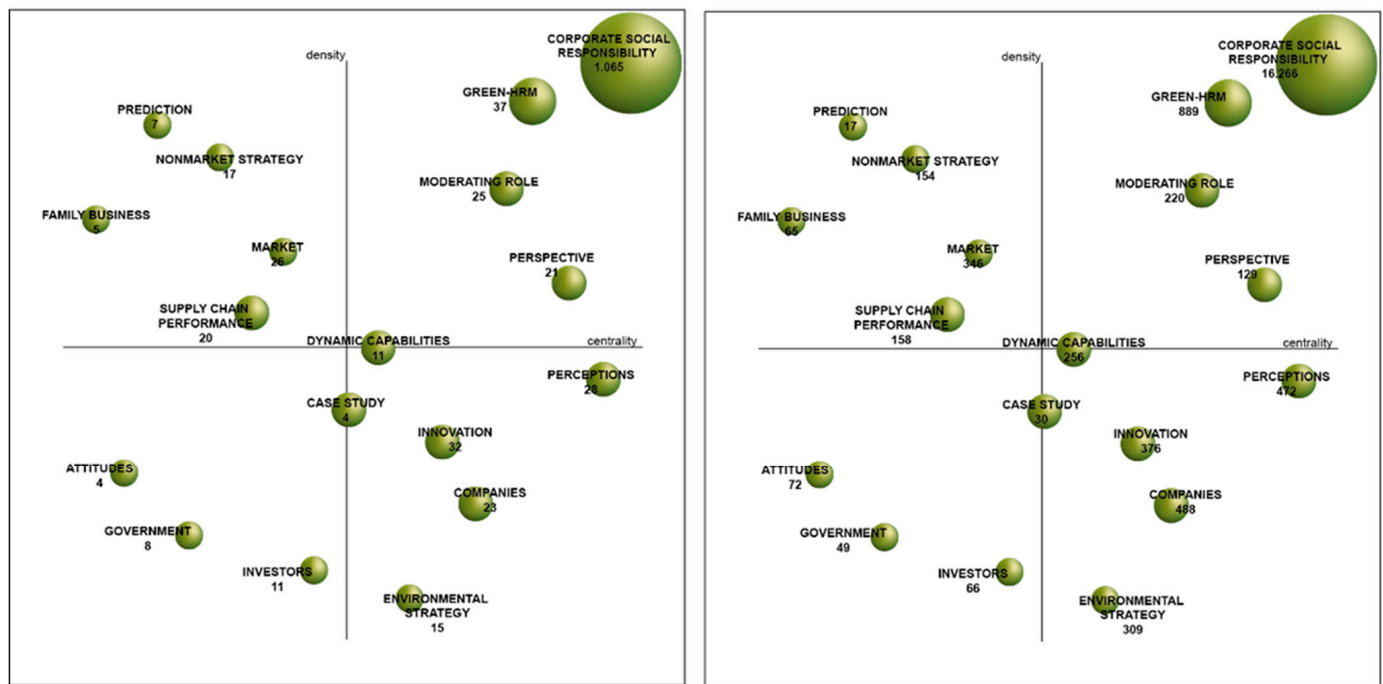 CORPORATE SOCIAL
RESPONSIBILITY
1.065
density
GREEN-HRM
37
PREDICTION
7
NONMARKET STRATEGY
17
MODERATING ROLE
25
FAMILY BUSINESS
5
MARKET
26
PERSPECTIVE
21
SUPPLY CHAIN
PERFORMANCE
20
DYNAMIC CAPABILITIES
11
centrality
PERCEPTIONS
28
CASE STUDY
4
INNOVATION
32
ATTITUDES
4
COMPANIES
23
GOVERNMENT
8
INVESTORS
11
ENVIRONMENTAL
STRATEGY
15
CORPORATE SOCIAL
RESPONSIBILITY
16.266
density
GREEN-HRM
889
PREDICTION
17
NONMARKET STRATEGY
154
MODERATING ROLE
220
FAMILY BUSINESS
65
MARKET
346
PERSPECTIVE
129
SUPPLY CHAIN
PERFORMANCE
158
DYNAMIC CAPABILITIES
256
centrality
PERCEPTIONS
472
CASE STUDY
30
INNOVATION
376
ATTITUDES
72
COMPANIES
488
GOVERNMENT
49
INVESTORS
66
ENVIRONMENTAL
STRATEGY
309